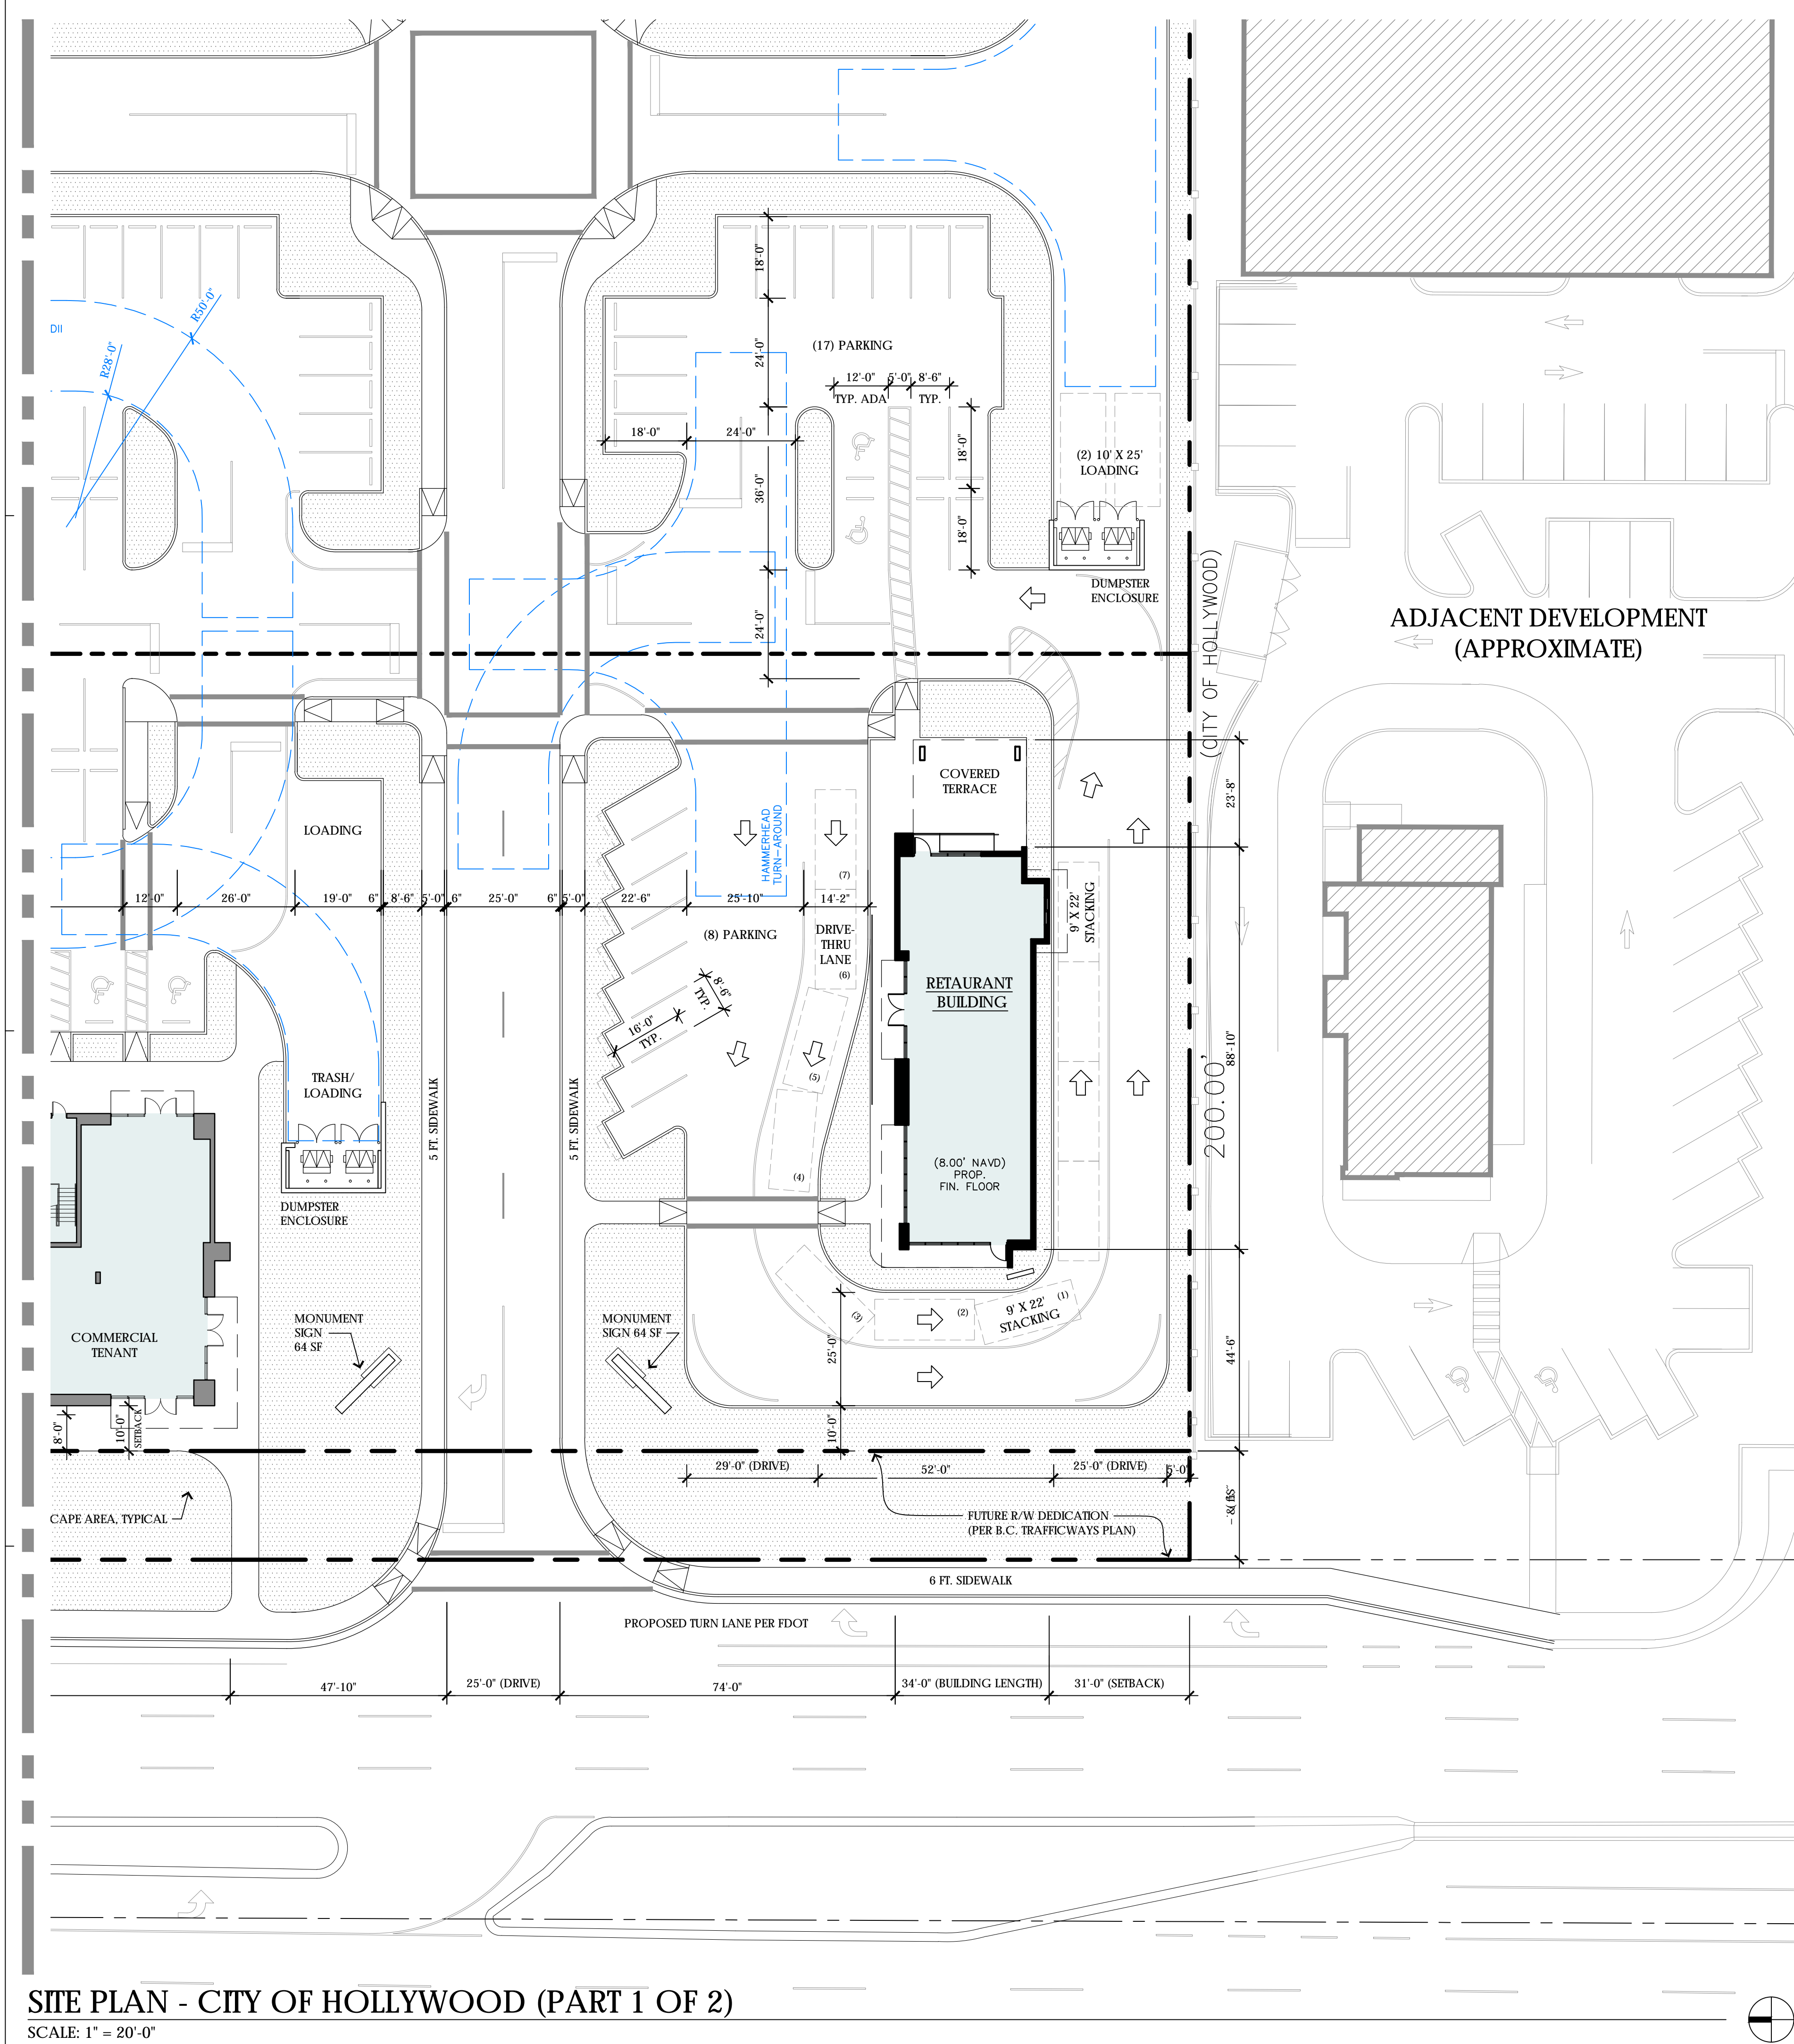 R50'-0"
DII
R28'-0"
18'-0"
24'-0"
(17) PARKING
12'-0"
5'-0"
8'-6"
TYP. ADA
TYP.
18'-0"
24'-0"
36'-0"
18'-0"
18'-0"
(2) 10' X 25'
LOADING
DUMPSTER
ENCLOSURE
24'-0"
(CITY OF HOLLYWOOD)
ADJACENT DEVELOPMENT
(APPROXIMATE)
COVERED
TERRACE
23'-8"
LOADING
HAMMERHEAD
TURN-AROUND
(7)
12'-0"
26'-0"
19'-0"
6"
8'-6"
5'-0"
6"
25'-0"
6"
5'-0"
22'-6"
25'-10"
14'-2"
9' X 22'
STACKING
(8) PARKING
DRIVE-
THRU
LANE
(6)
RETAURANT
BUILDING
8'-6"
TYP.
16'-0"
TYP.
88'-10"
200.00'
(5)
TRASH/
LOADING
5 FT. SIDEWALK
5 FT. SIDEWALK
(4)
(8.00' NAVD)
PROP.
FIN. FLOOR
DUMPSTER
ENCLOSURE
MONUMENT
SIGN
64 SF
MONUMENT
SIGN 64 SF
(3)
(2)
9' X 22'
(1)
STACKING
COMMERCIAL
TENANT
25'-0"
44'-6"
8'-0"
10'-0"
SETBACK
10'-0"
29'-0" (DRIVE)
52'-0"
25'-0" (DRIVE)
5'-0"
CAPE AREA, TYPICAL
FUTURE R/W DEDICATION
(PER B.C. TRAFFICWAYS PLAN)
6 FT. SIDEWALK
PROPOSED TURN LANE PER FDOT
47'-10"
25'-0" (DRIVE)
74'-0"
34'-0" (BUILDING LENGTH)
31'-0" (SETBACK)
SITE PLAN - CITY OF HOLLYWOOD (PART 1 OF 2)
SCALE: 1" = 20'-0"